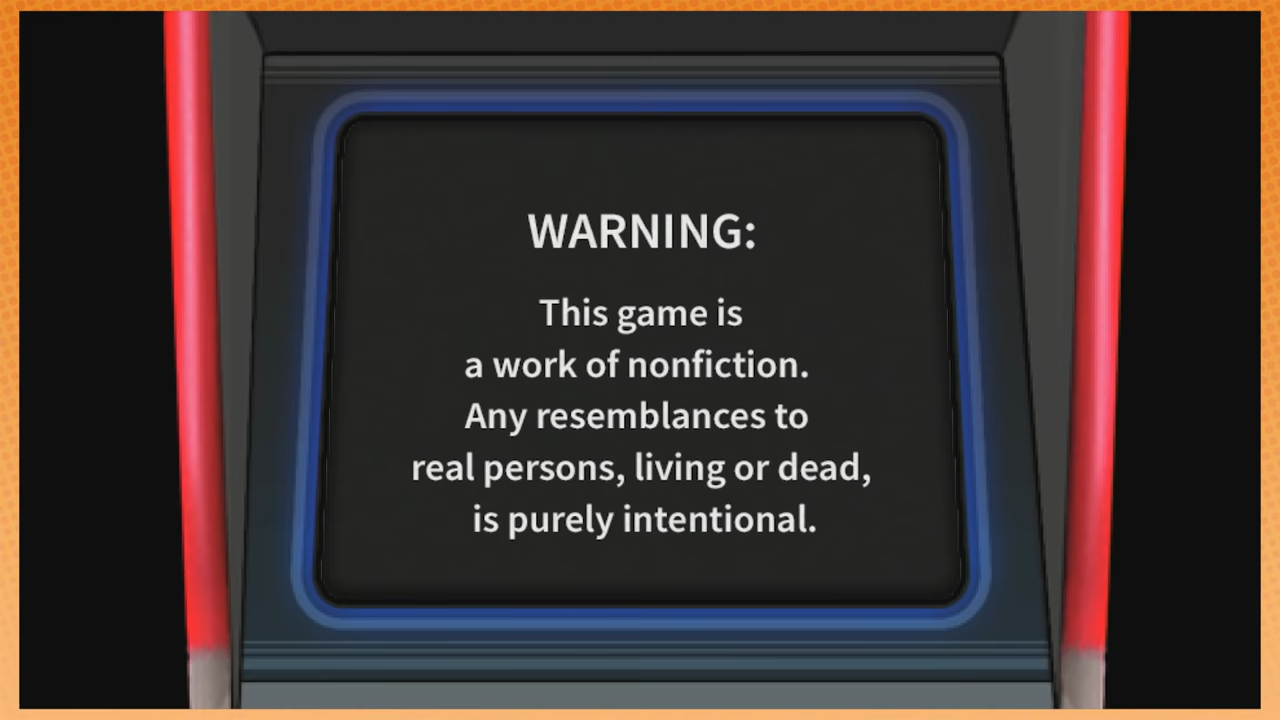 WARNING:
This game is
a work of nonfiction.
Any resemblances to
real persons, living or dead,
is purely intentional.